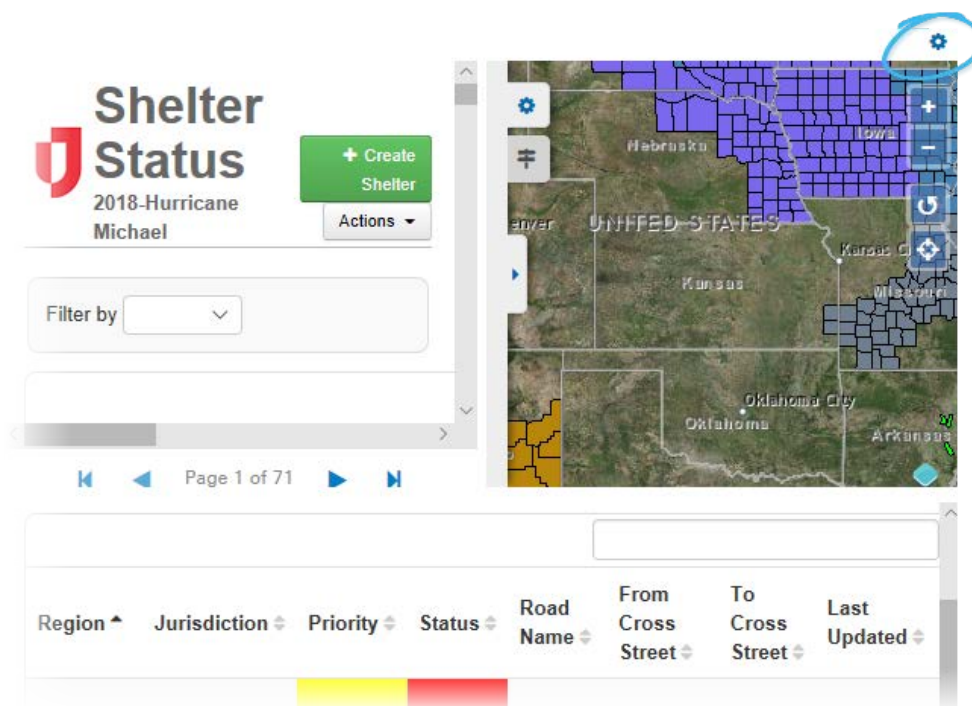 Shelter
Status
2018-Hurricane
Michael
+ Create
Shelter
Actions
Filter by
Page 1 of 71
Nebraska
Iowa
enver
UNITED STATES
Kansas C
Kansas
Missouri
Oklahoma City
Oklahoma
Arkansas
Region
Jurisdiction
Priority
Status
Road
Name
From
Cross
Street
To
Cross
Street
Last
Updated